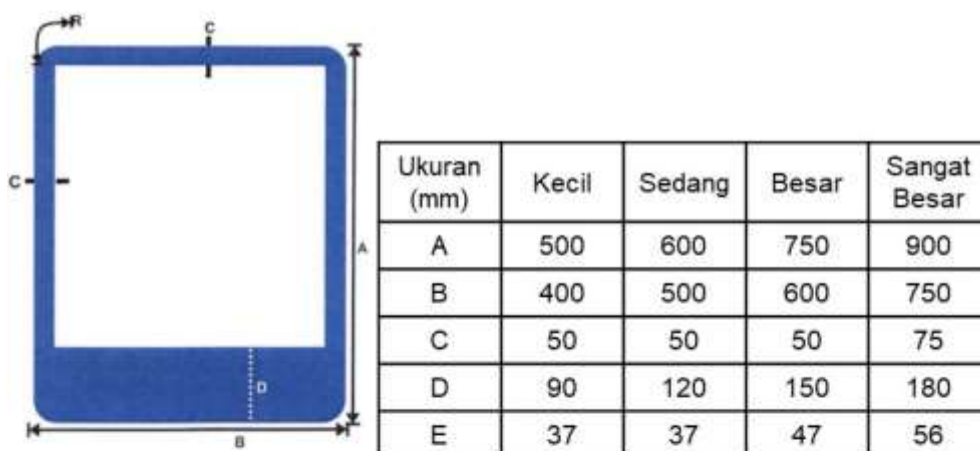 R
C
C
A
D
B
Ukuran (mm) Kecil Sedang Besar Sangat Besar
A 500 600 750 900
B 400 500 600 750
C 50 50 50 75
D 90 120 150 180
E 37 37 47 56